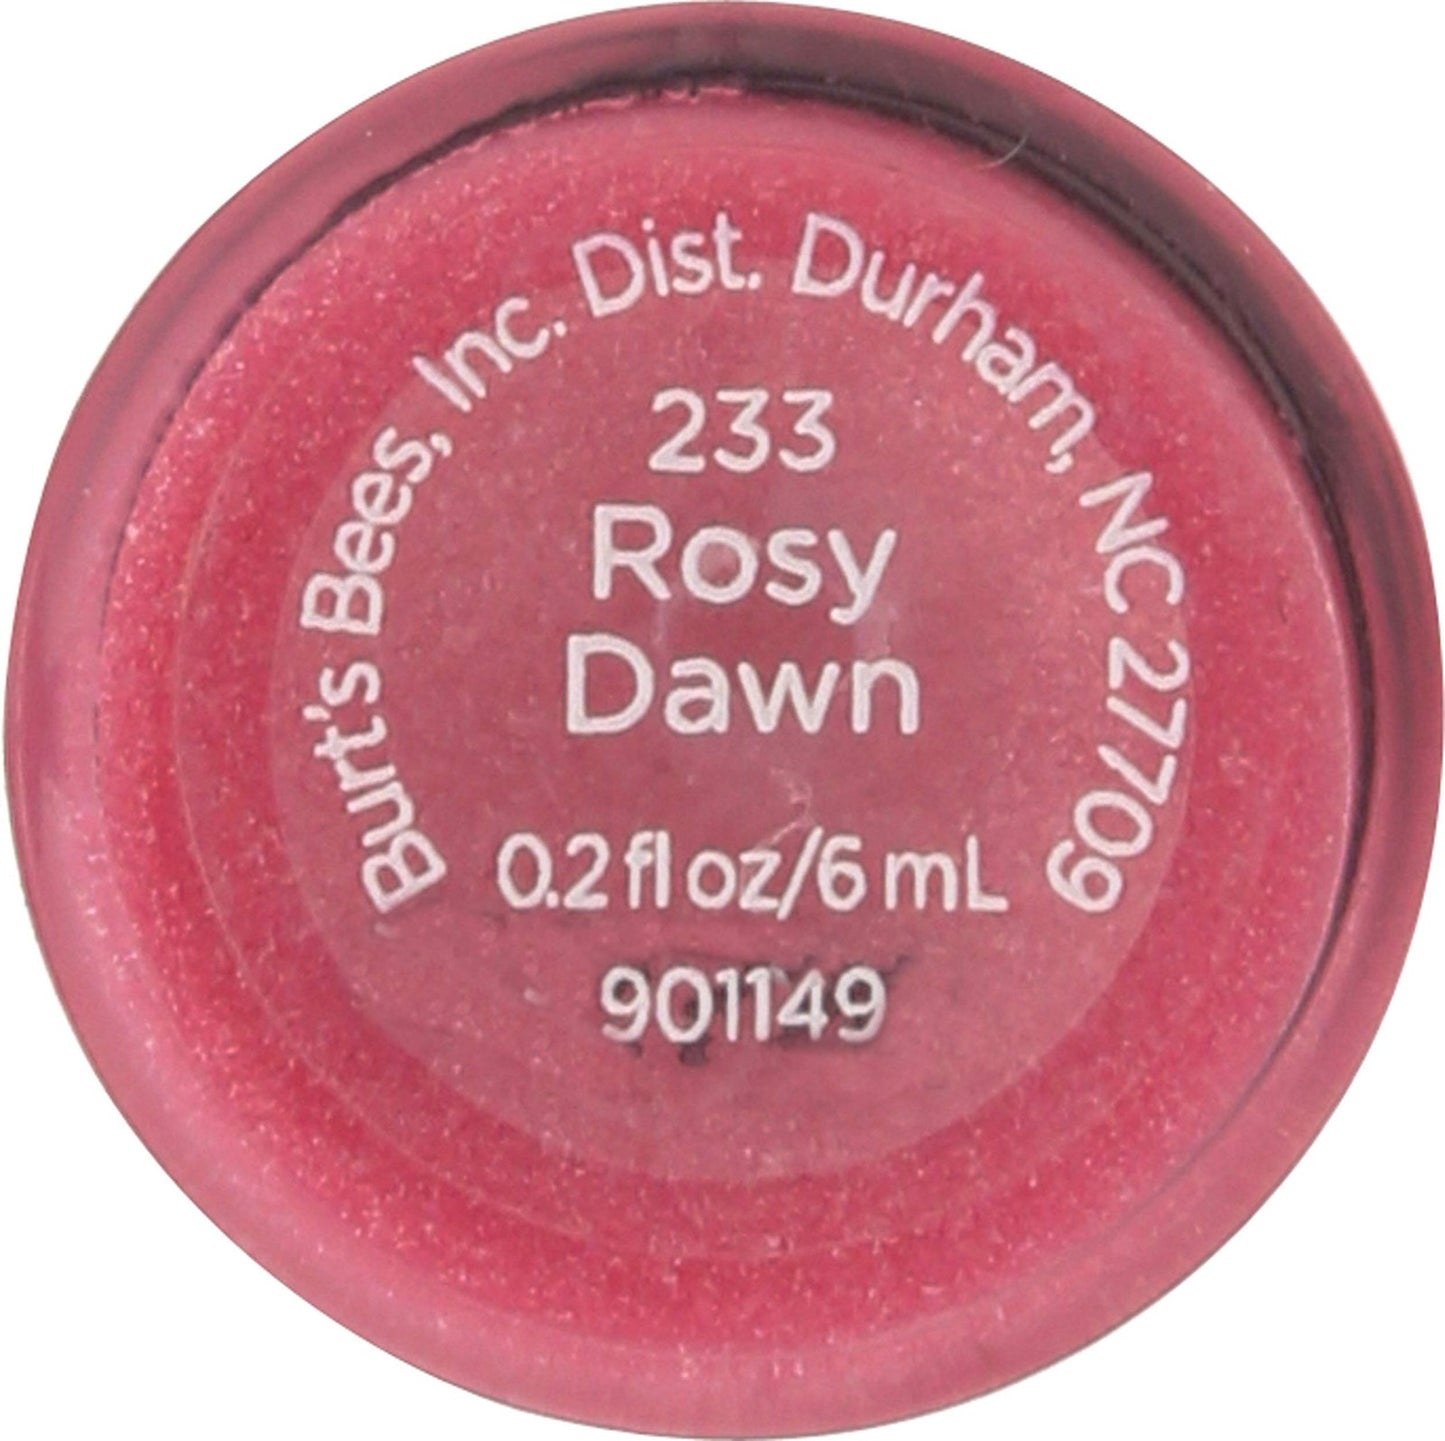 Burt's Bees, Inc. Dist. Durham, NC 27709
233
Rosy
Dawn
0.2 fl oz/6 mL
901149